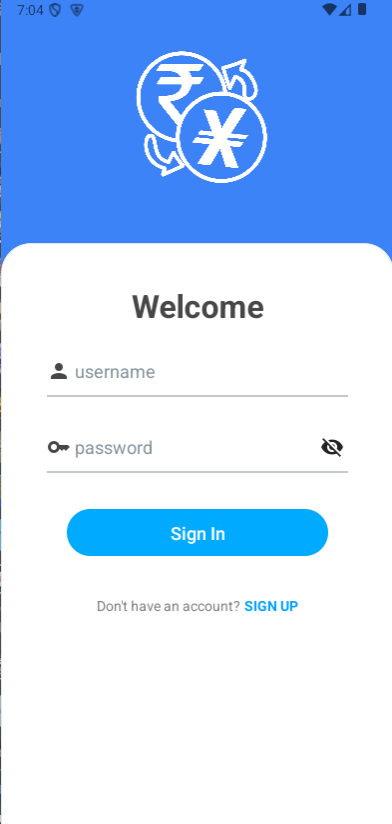 7:04
₹
¥
Welcome
username
password
Sign In
Don't have an account? SIGN UP